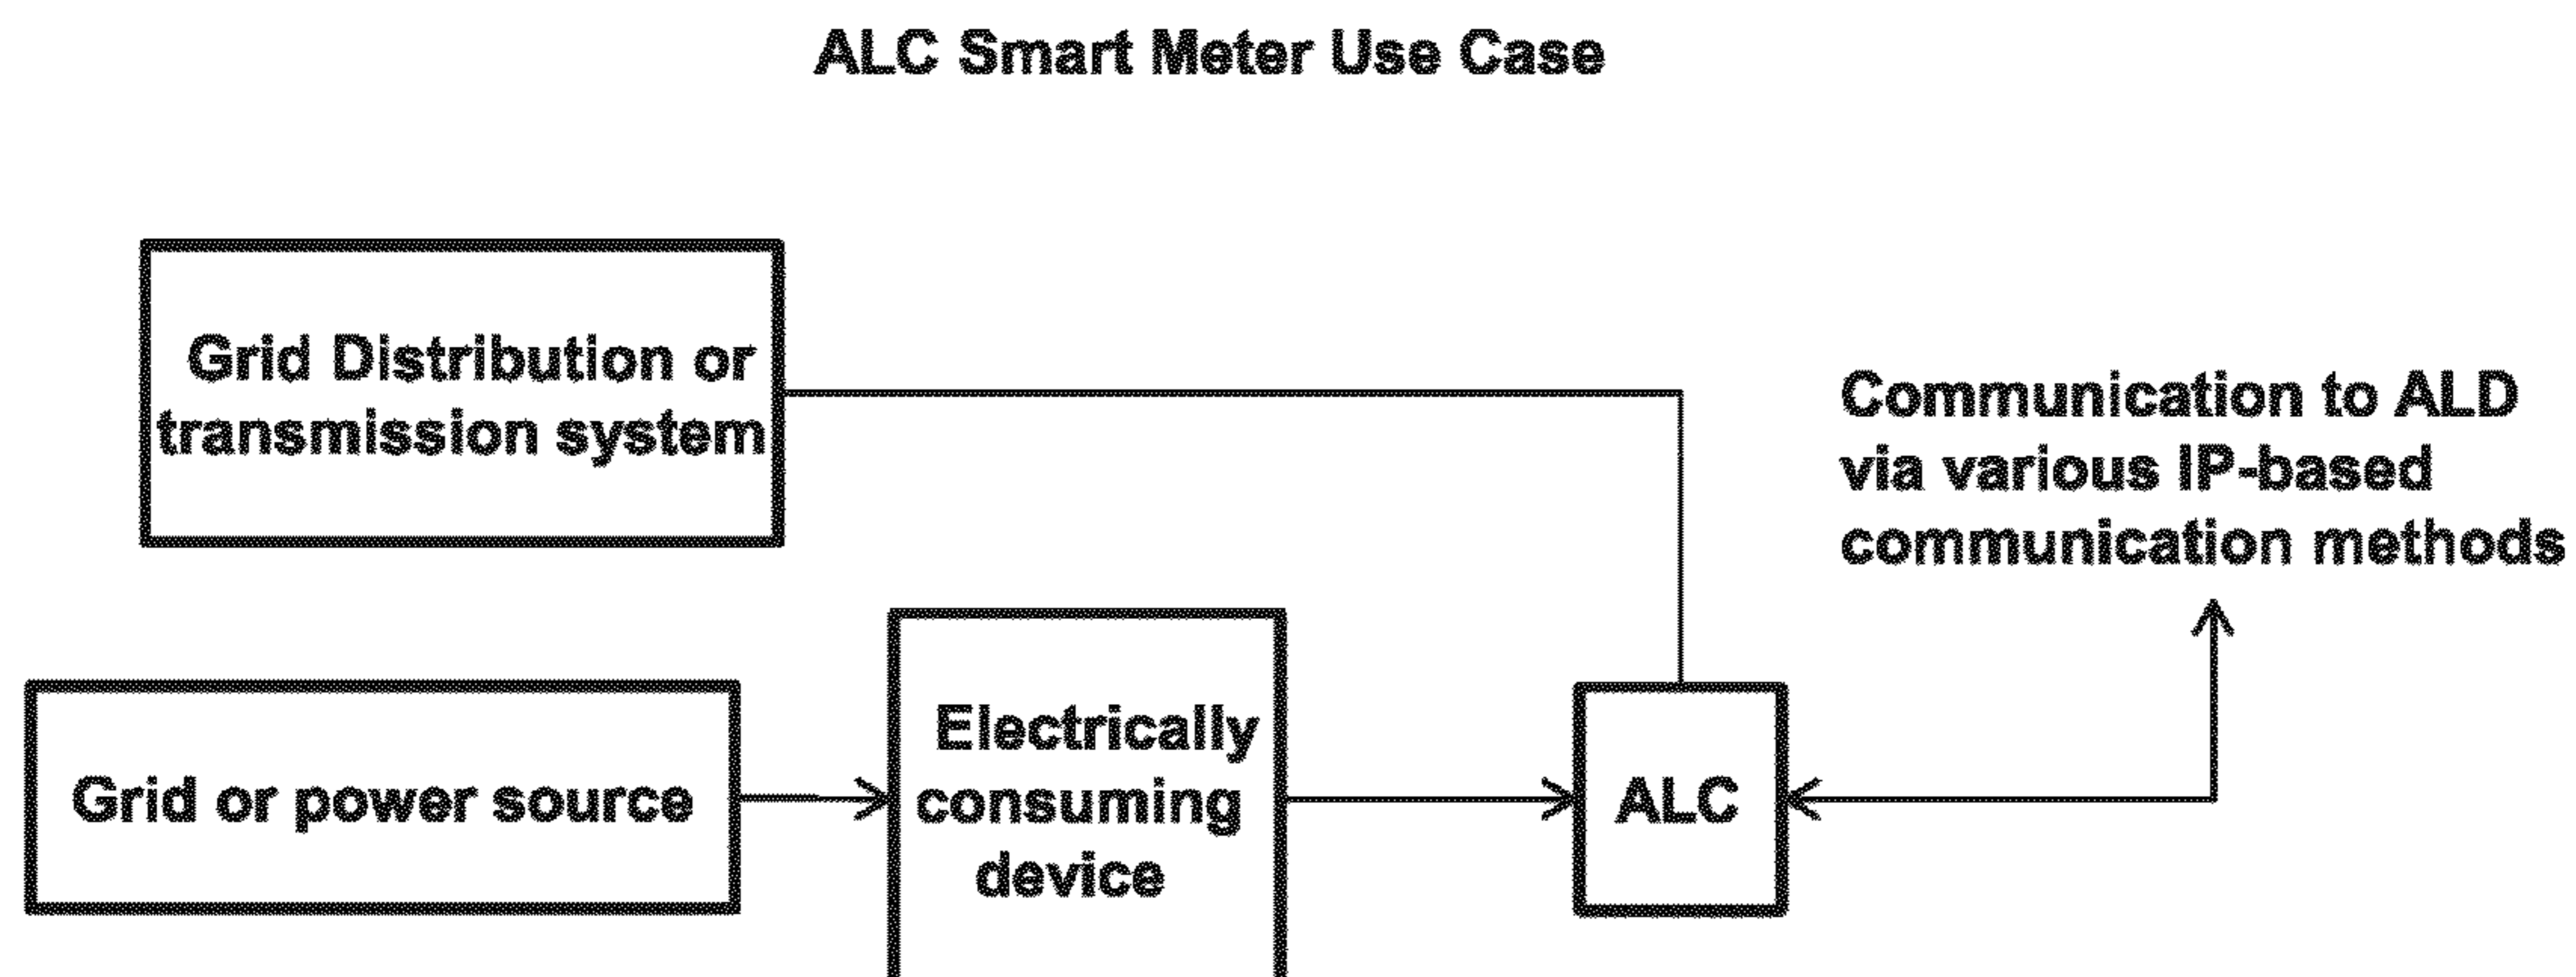 ALC Smart Meter Use Case
Grid Distribution or
transmission system
Communication to ALD
via various IP-based
communication methods
Grid or power source
Electrically
consuming
device
ALC